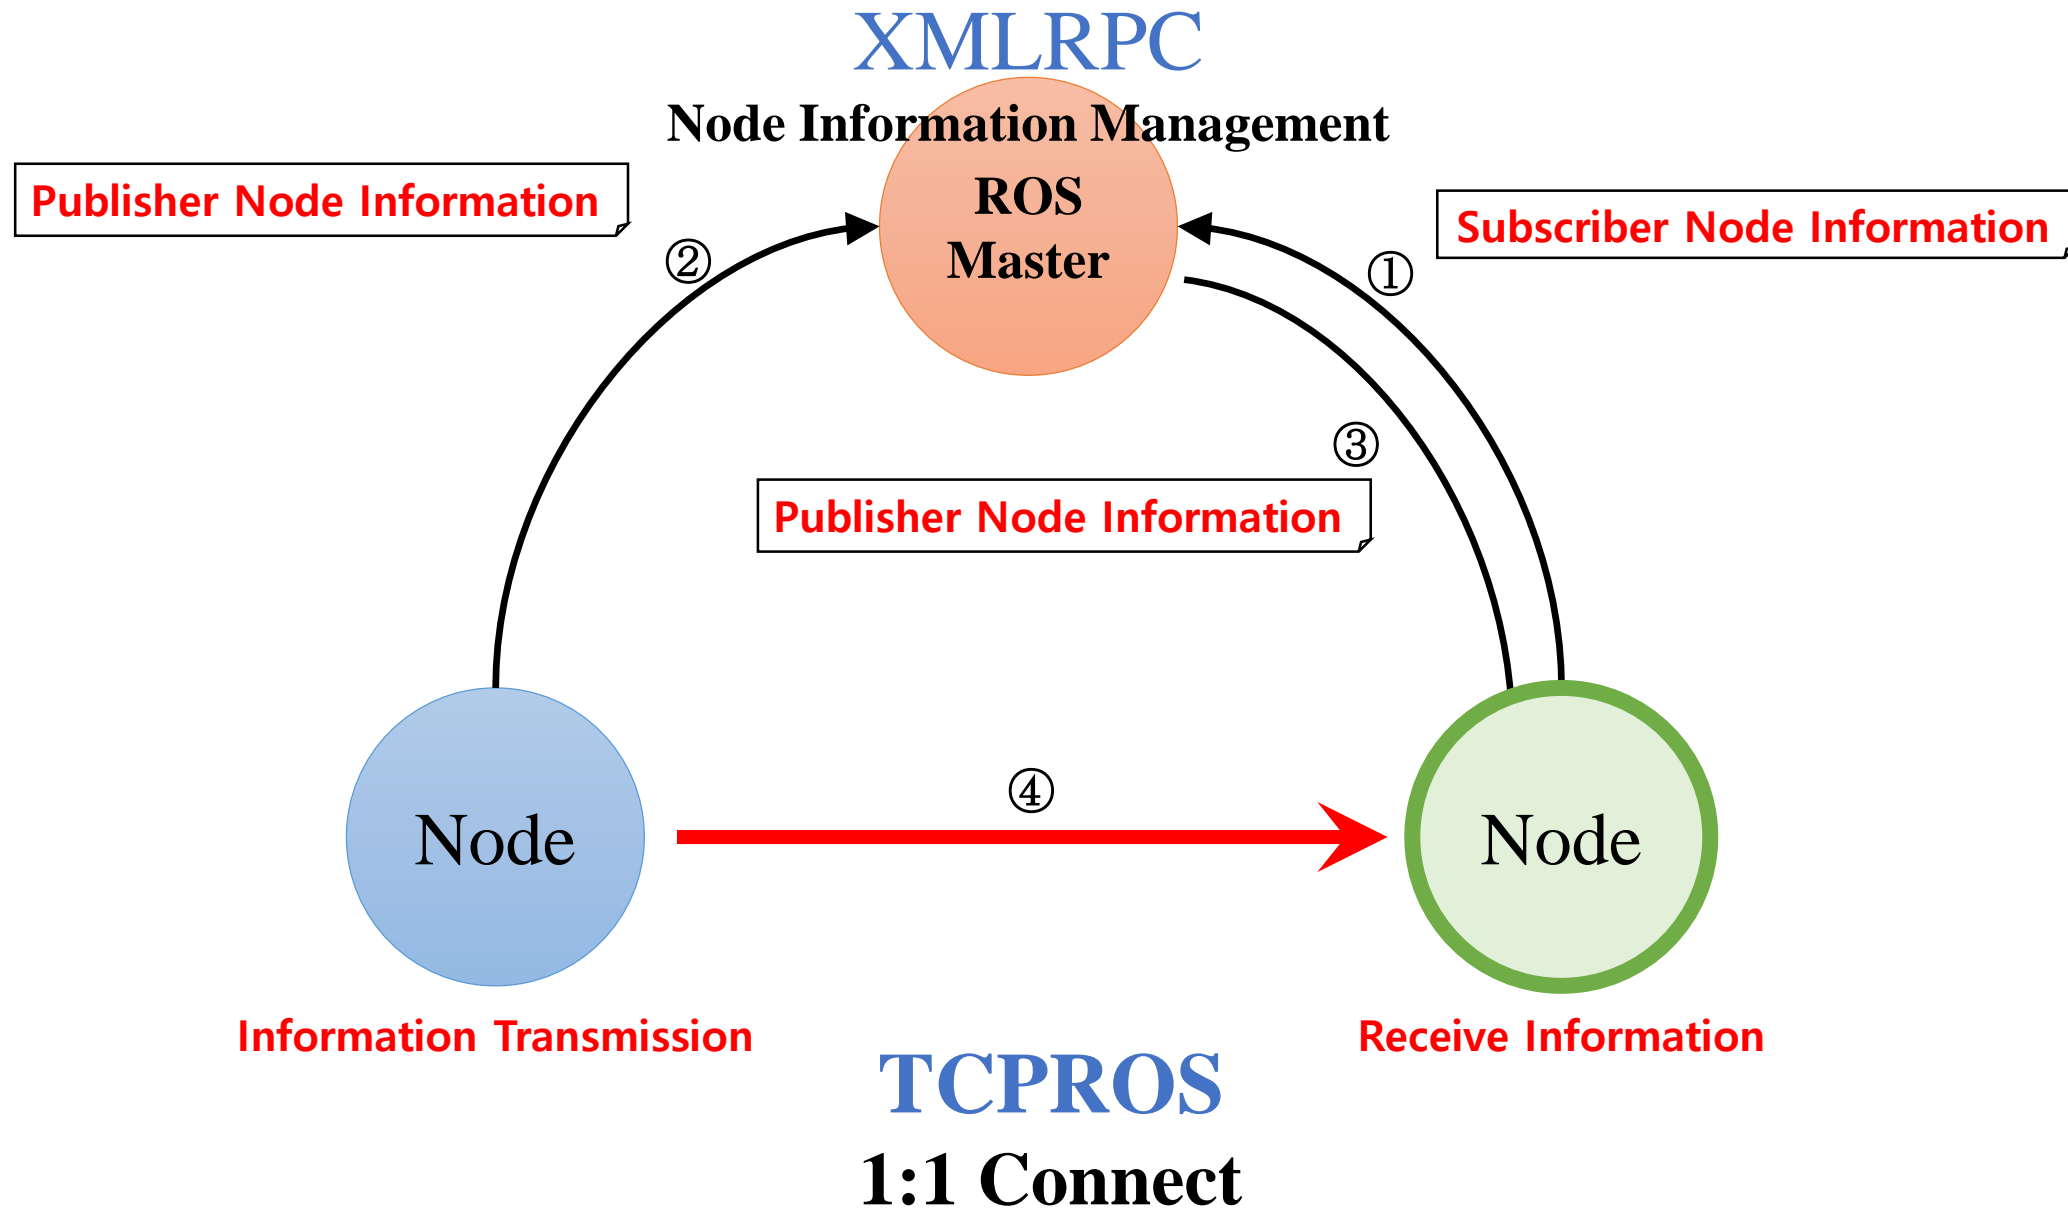 XMLRPC
Node Information Management
Publisher Node Information
ROS
Master
Subscriber Node Information
②
①
③
Publisher Node Information
④
Node
Node
Information Transmission
Receive Information
TCPROS
1:1 Connect